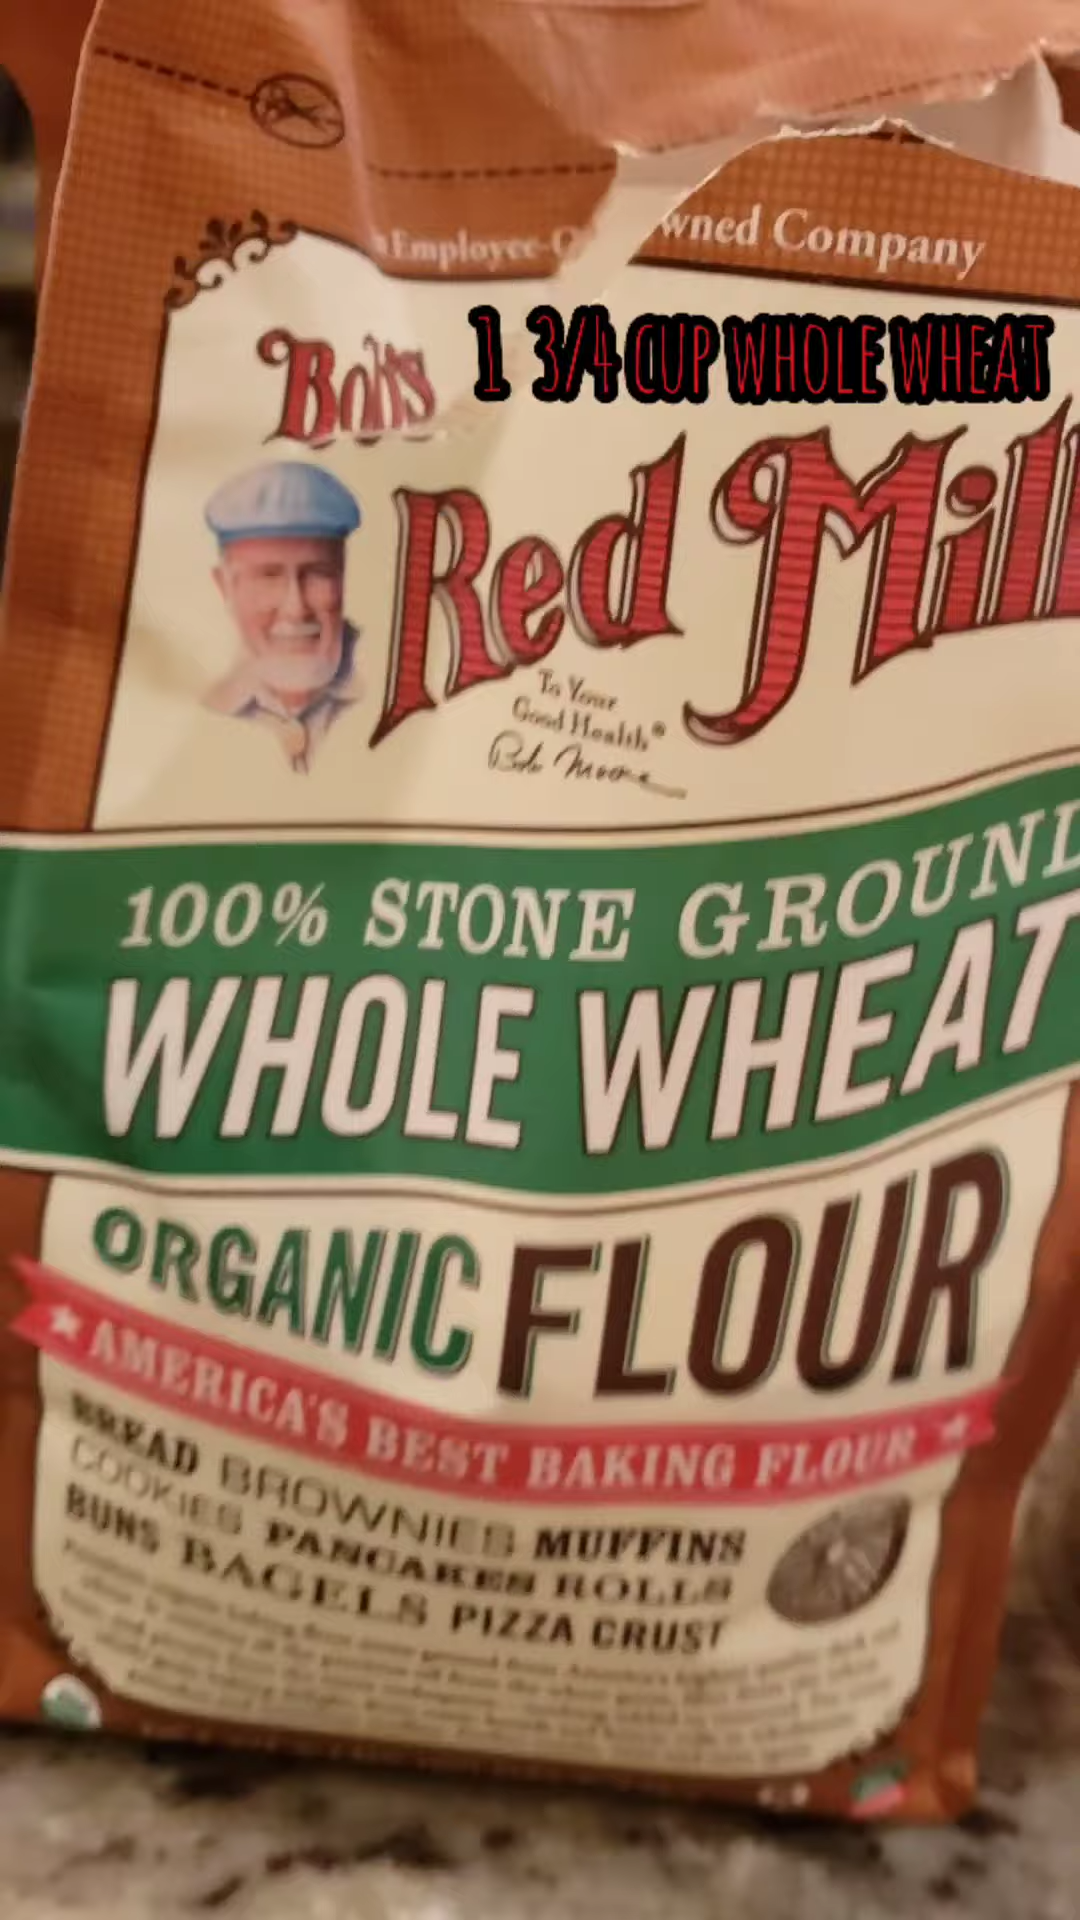 Employee-O wned Company
1 3/4 CUP WHOLE WHEAT
Bob's
Red Mill
To Your
Good Health®
Bob Moore
100% STONE GROUND
WHOLE WHEAT
ORGANIC FLOUR
AMERICA'S BEST BAKING FLOUR
BREAD BROWNIES MUFFINS
COOKIES PANCAKES ROLLS
BUNS BAGELS PIZZA CRUST